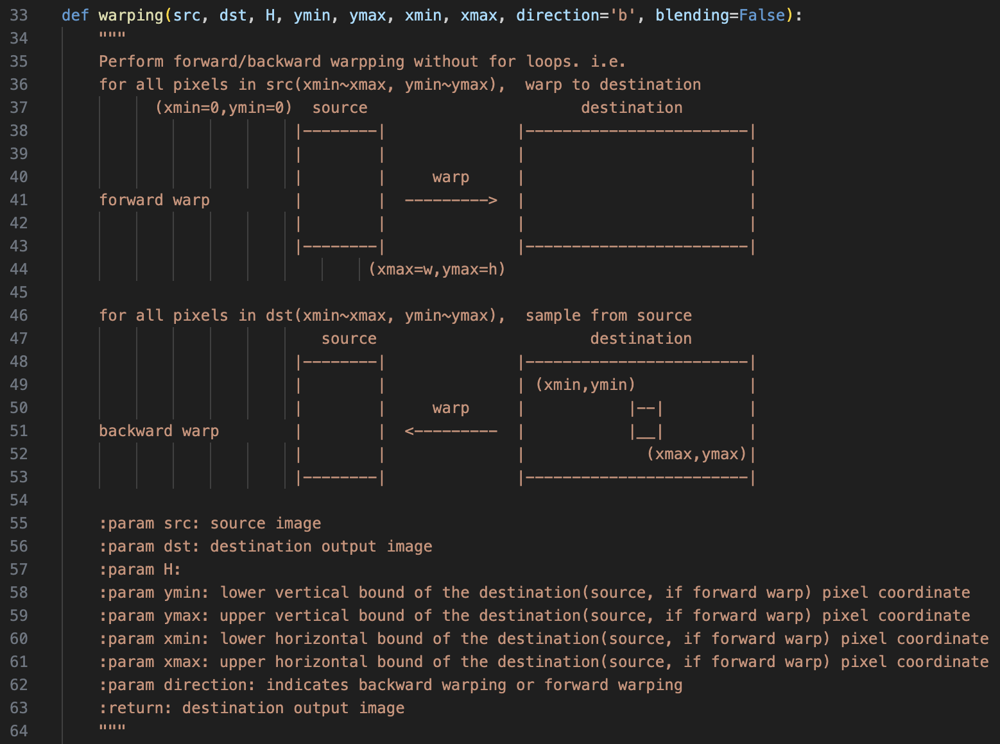 33 def warping(src, dst, H, ymin, ymax, xmin, xmax, direction='b', blending=False):
34     """
35     Perform forward/backward warpping without for loops. i.e.
36     for all pixels in src(xmin~xmax, ymin~ymax),  warp to destination
37           (xmin=0,ymin=0)  source                       destination
38                          |--------|              |------------------------|
39                          |        |              |                        |
40                          |        |     warp     |                        |
41     forward warp         |        |  --------->  |                        |
42                          |        |              |                        |
43                          |--------|              |------------------------|
44                                 (xmax=w,ymax=h)
45
46     for all pixels in dst(xmin~xmax, ymin~ymax),  sample from source
47                             source                       destination
48                          |--------|              |------------------------|
49                          |        |              | (xmin,ymin)            |
50                          |        |     warp     |           |--|         |
51     backward warp        |        |  <---------  |           |__|         |
52                          |        |              |             (xmax,ymax)|
53                          |--------|              |------------------------|
54
55     :param src: source image
56     :param dst: destination output image
57     :param H:
58     :param ymin: lower vertical bound of the destination(source, if forward warp) pixel coordinate
59     :param ymax: upper vertical bound of the destination(source, if forward warp) pixel coordinate
60     :param xmin: lower horizontal bound of the destination(source, if forward warp) pixel coordinate
61     :param xmax: upper horizontal bound of the destination(source, if forward warp) pixel coordinate
62     :param direction: indicates backward warping or forward warping
63     :return: destination output image
64     """